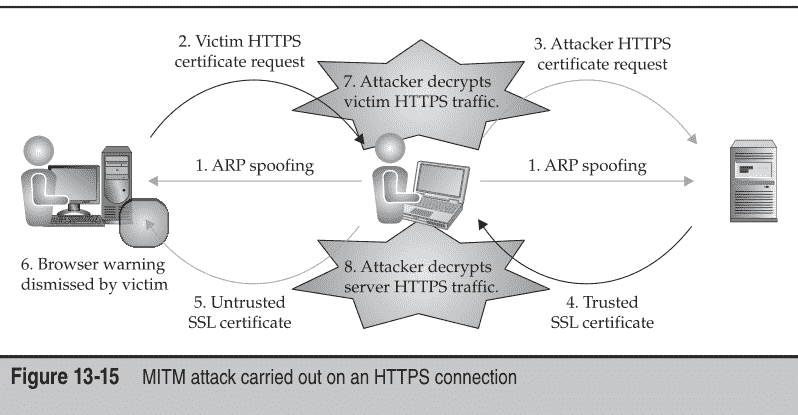 2. Victim HTTPS
certificate request
7. Attacker decrypts
victim HTTPS traffic.
3. Attacker HTTPS
certificate request
1. ARP spoofing
1. ARP spoofing
6. Browser warning
dismissed by victim
5. Untrusted
SSL certificate
8. Attacker decrypts
server HTTPS traffic.
4. Trusted
SSL certificate
Figure 13-15 MITM attack carried out on an HTTPS connection